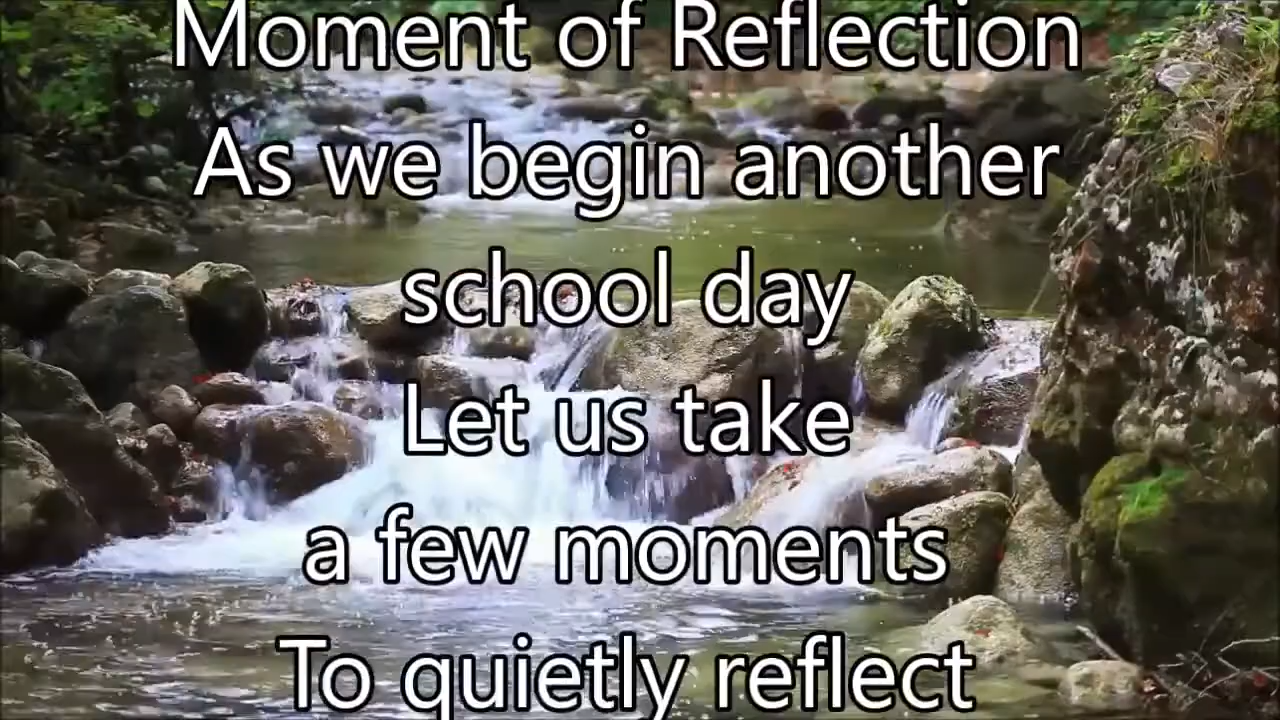 Moment of Reflection
As we begin another
school day
Let us take
a few moments
To quietly reflect